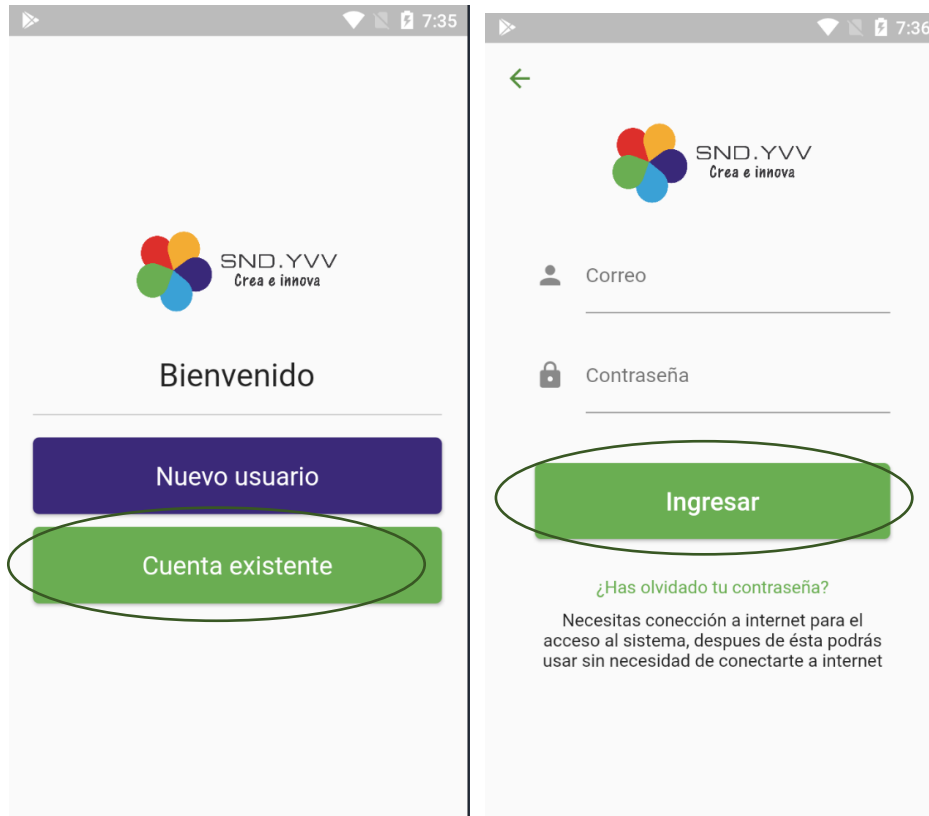 7:35
SND.YVV
Crea e innova
Bienvenido
Nuevo usuario
Cuenta existente
7:36
SND.YVV
Crea e innova
Correo
Contraseña
Ingresar
¿Has olvidado tu contraseña?
Necesitas conección a internet para el
acceso al sistema, despues de ésta podrás
usar sin necesidad de conectarte a internet